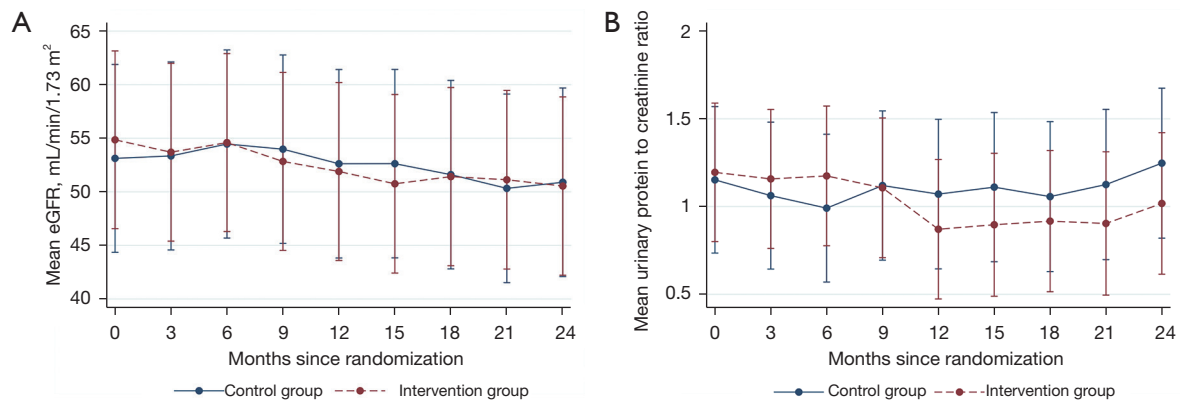 A
Mean eGFR, mL/min/1.73 m²
65
60
55
50
45
40
0 3 6 9 12 15 18 21 24
Months since randomization
Control group Intervention group
B
Mean urinary protein to creatinine ratio
2
1.5
1
0.5
0 3 6 9 12 15 18 21 24
Months since randomization
Control group Intervention group